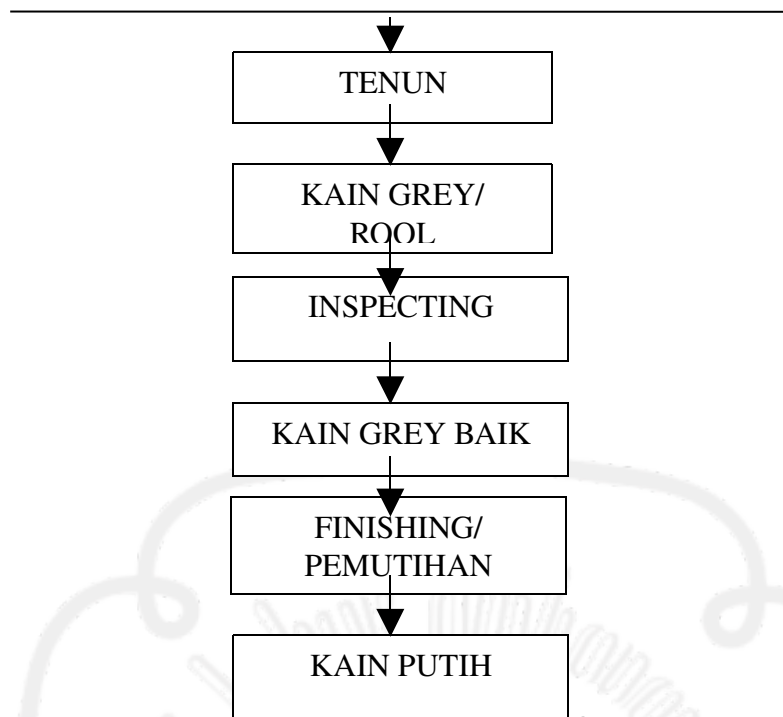 TENUN
KAIN GREY/
ROOL
INSPECTING
KAIN GREY BAIK
FINISHING/
PEMUTIHAN
KAIN PUTIH